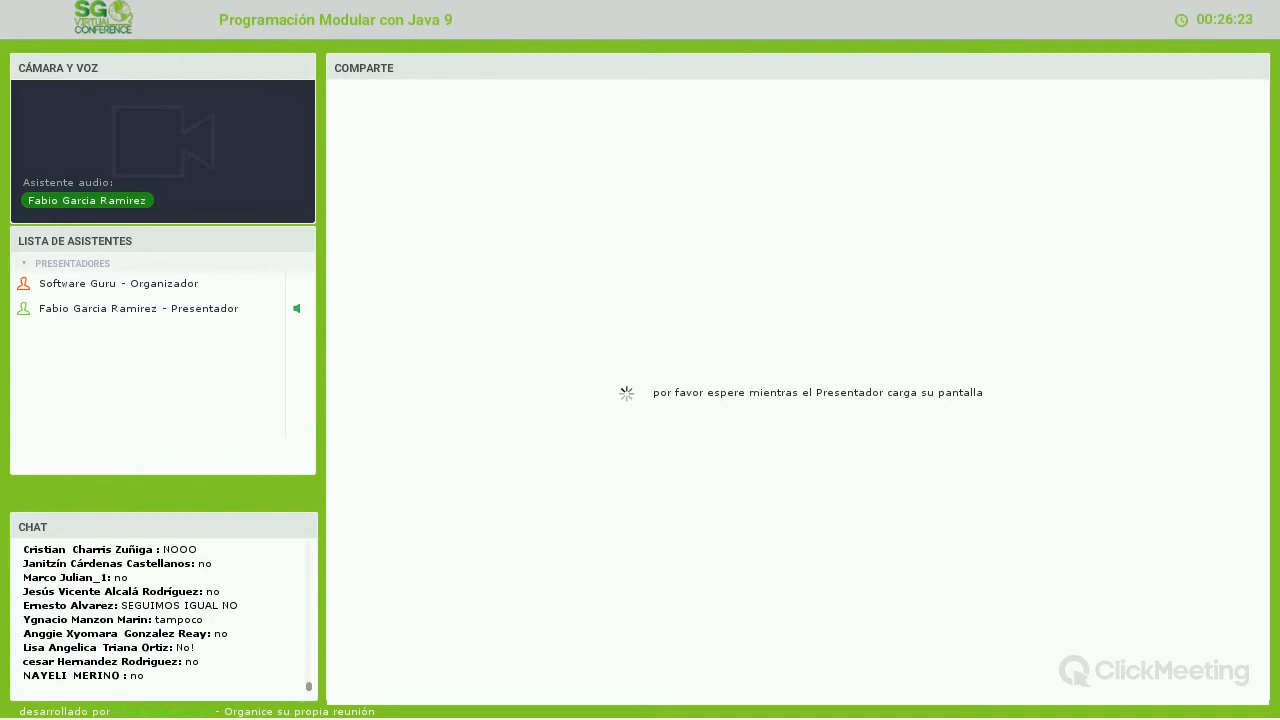 SG
VIRTUAL
CONFERENCE
Programación Modular con Java 9
00:26:23
CÁMARA Y VOZ
Asistente audio:
Fabio Garcia Ramirez
LISTA DE ASISTENTES
PRESENTADORES
Software Guru - Organizador
Fabio Garcia Ramirez - Presentador
CHAT
Cristian Charris Zuñiga : NOOO
Janitzín Cárdenas Castellanos: no
Marco Julian_1: no
Jesús Vicente Alcalá Rodríguez: no
Ernesto Alvarez: SEGUIMOS IGUAL NO
Ygnacio Manzon Marin: tampoco
Anggie Xyomara Gonzalez Reay: no
Lisa Angelica Triana Ortiz: No!
cesar Hernandez Rodriguez: no
NAYELI MERINO : no
COMPARTE
por favor espere mientras el Presentador carga su pantalla
ClickMeeting
desarrollado por - Organice su propia reunión